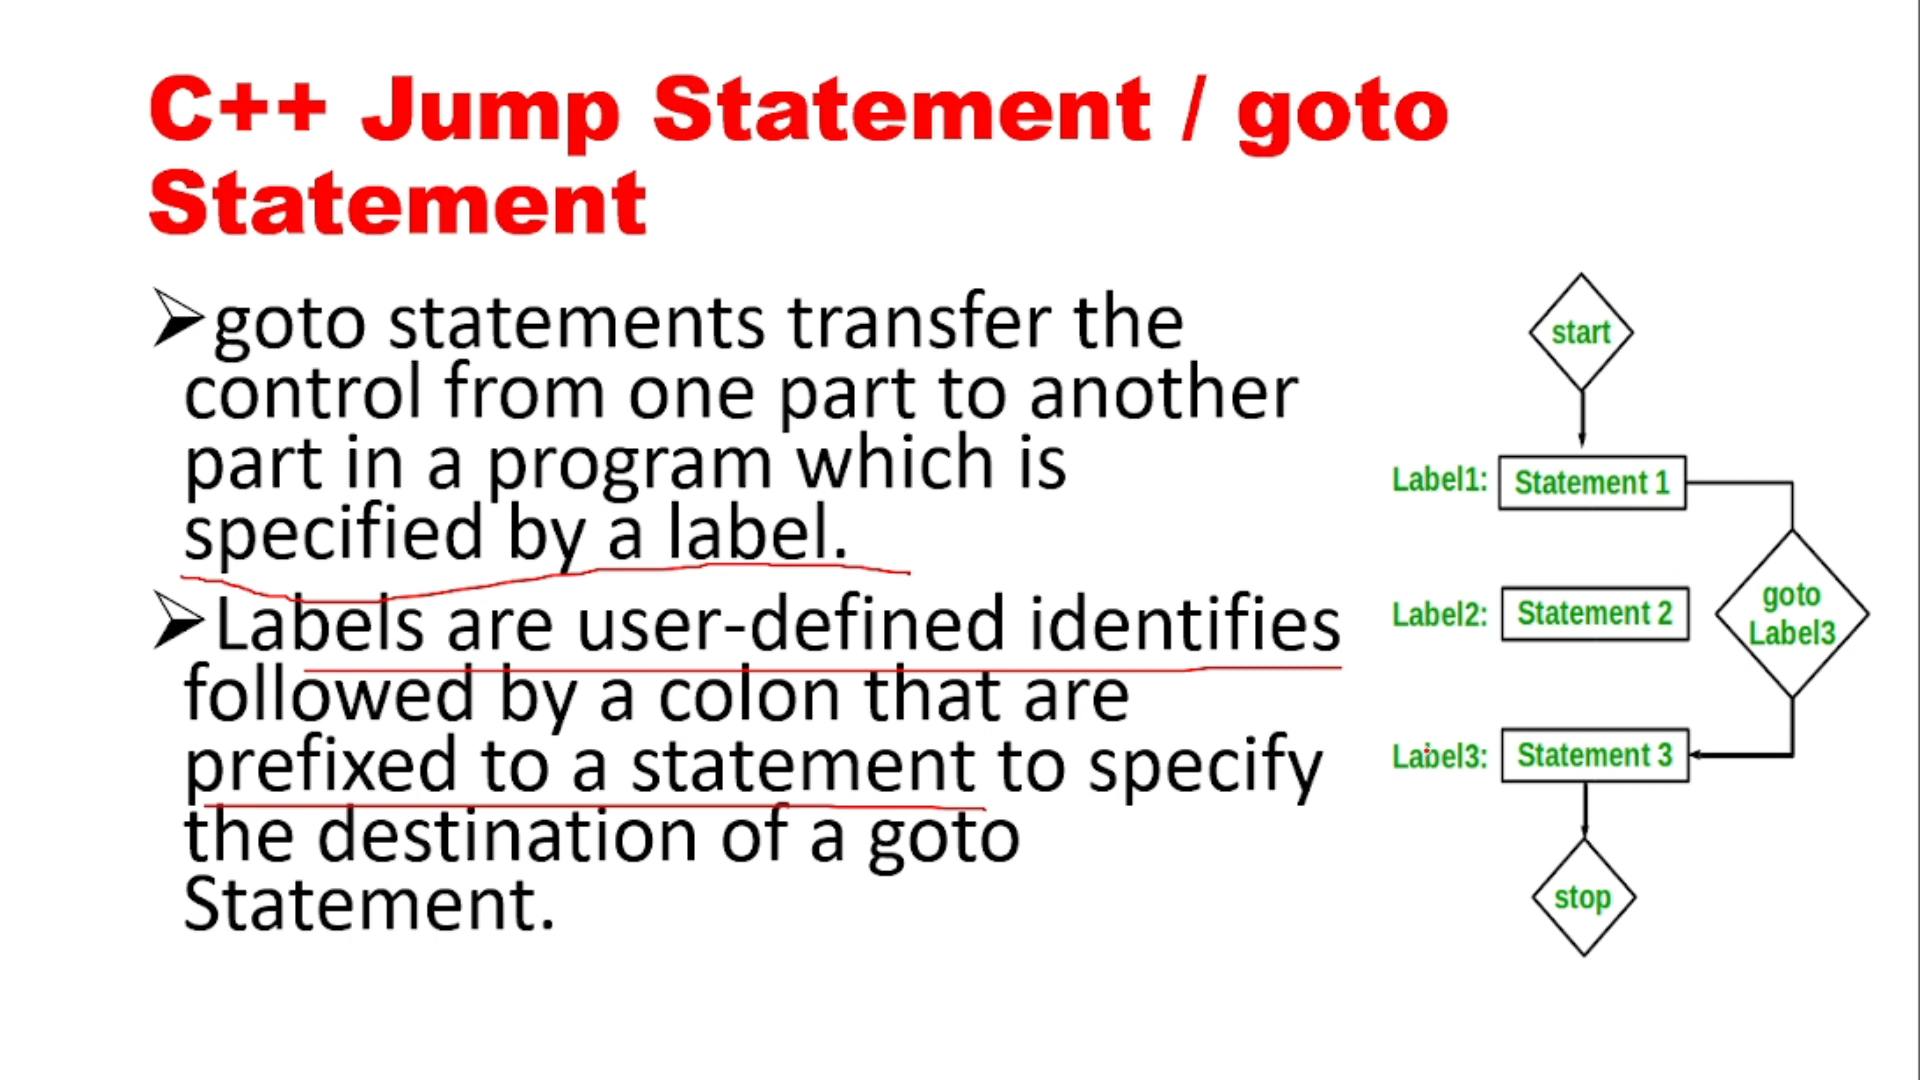 C++ Jump Statement / goto
Statement
goto statements transfer the
control from one part to another
part in a program which is
specified by a label.
Labels are user-defined identifies
followed by a colon that are
prefixed to a statement to specify
the destination of a goto
Statement.
start
Label1: Statement 1
goto
Label3
Label2: Statement 2
Label3: Statement 3
stop